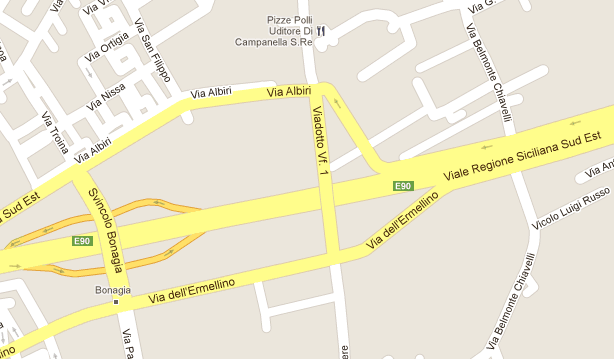 Pizze Polli
Uditore Di
Campanella S.Re
Via Ortigia
Via San Filippo
Via Nissa
Via Troina
Via Albiri
Via Albiri
Via Albiri
Viadotto Vf. 1
Via Belmonte Chiavelli
Viale Regione Siciliana Sud Est
E90
Sud Est
Svincolo Bonagia
E90
Via dell'Ermellino
Vicolo Luigi Russo
Via dell'Ermellino
Bonagia
Via Belmonte Chiavelli